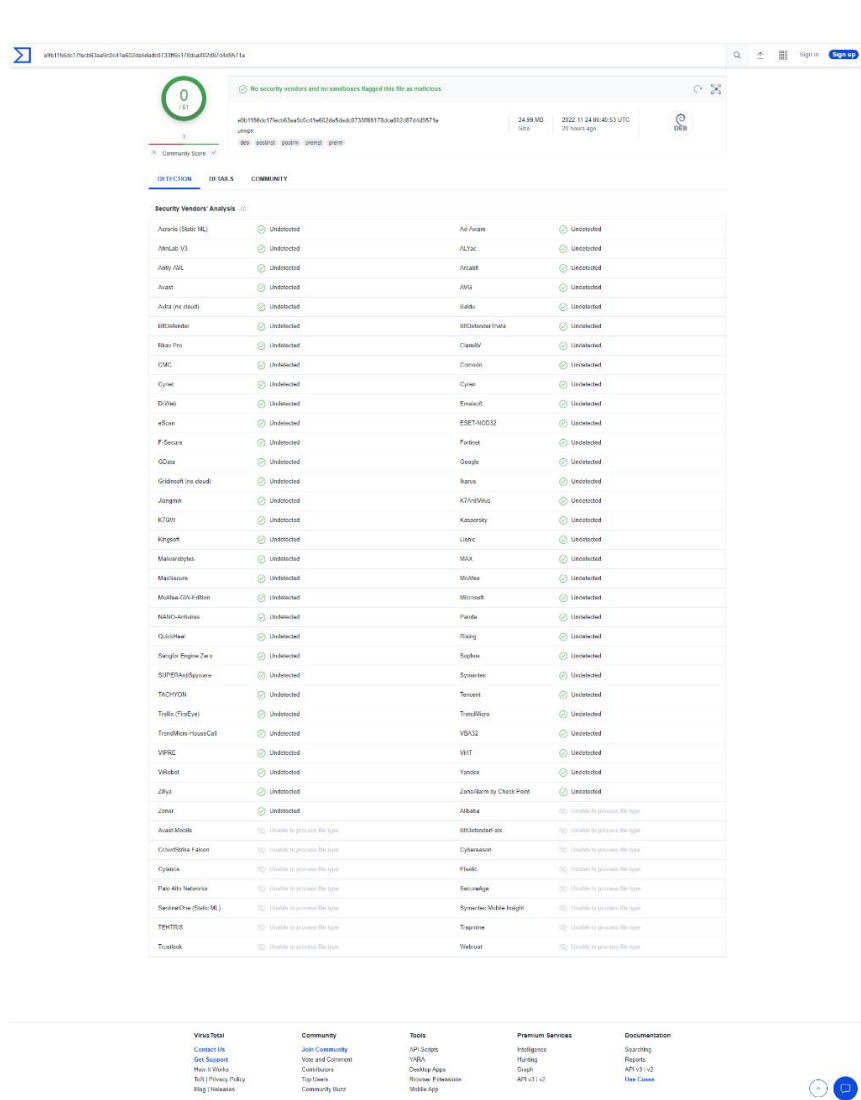 Sign in Sign up
0
/ 61
No security vendors and no sandboxes flagged this file as malicious
24.99 MB
Size
2022-11-24 06:40:53 UTC
20 hours ago
DEB
deb postinst postrm preinst prerm
?
Community Score
DETECTION DETAILS COMMUNITY
Security Vendors' Analysis
Acronis (Static ML) Undetected Ad-Aware Undetected
AhnLab-V3 Undetected ALYac Undetected
Antiy-AVL Undetected Arcabit Undetected
Avast Undetected AVG Undetected
Avira (no cloud) Undetected Baidu Undetected
BitDefender Undetected BitDefenderTheta Undetected
Bkav Pro Undetected ClamAV Undetected
CMC Undetected Comodo Undetected
Cynet Undetected Cyren Undetected
DrWeb Undetected Emsisoft Undetected
eScan Undetected ESET-NOD32 Undetected
F-Secure Undetected Fortinet Undetected
GData Undetected Google Undetected
Gridinsoft (no cloud) Undetected Ikarus Undetected
Jiangmin Undetected K7AntiVirus Undetected
K7GW Undetected Kaspersky Undetected
Kingsoft Undetected Lionic Undetected
Malwarebytes Undetected MAX Undetected
MaxSecure Undetected McAfee Undetected
McAfee-GW-Edition Undetected Microsoft Undetected
NANO-Antivirus Undetected Panda Undetected
QuickHeal Undetected Rising Undetected
Sangfor Engine Zero Undetected Sophos Undetected
SUPERAntiSpyware Undetected Symantec Undetected
TACHYON Undetected Tencent Undetected
Trellix (FireEye) Undetected TrendMicro Undetected
TrendMicro-HouseCall Undetected VBA32 Undetected
VIPRE Undetected ViriT Undetected
ViRobot Undetected Yandex Undetected
Zillya Undetected ZoneAlarm by Check Point Undetected
Zoner Undetected Alibaba Unable to process file type
Avast-Mobile Unable to process file type BitDefenderFalx Unable to process file type
CrowdStrike Falcon Unable to process file type Cybereason Unable to process file type
Cylance Unable to process file type Elastic Unable to process file type
Palo Alto Networks Unable to process file type SecureAge Unable to process file type
SentinelOne (Static ML) Unable to process file type Symantec Mobile Insight Unable to process file type
TEHTRIS Unable to process file type Trapmine Unable to process file type
Trustlook Unable to process file type Webroot Unable to process file type
VirusTotal Community Tools Premium Services Documentation
Contact Us Join Community API Scripts Intelligence Searching
Get Support Vote and Comment YARA Hunting Reports
How It Works Contributors Desktop Apps Graph API v3 | v2
ToS | Privacy Policy Top Users Browser Extensions API v3 | v2 Use Cases
Blog | Releases Community Buzz Mobile App